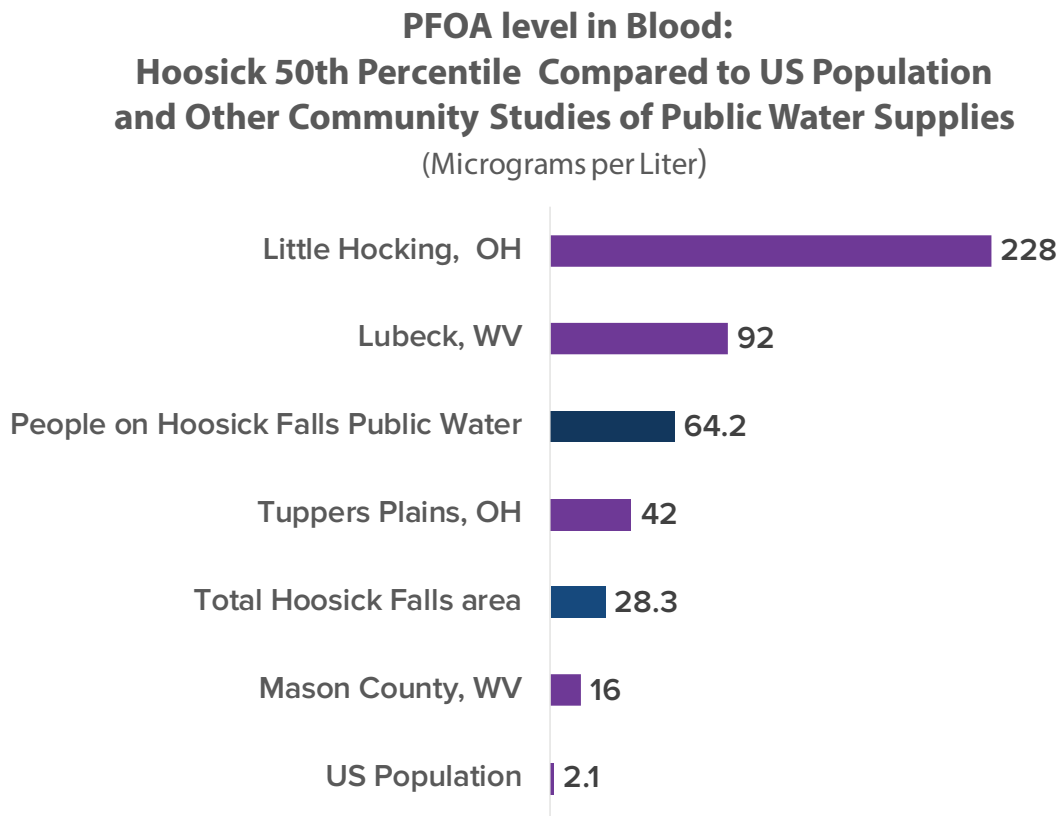 PFOA level in Blood:
Hoosick 50th Percentile Compared to US Population
and Other Community Studies of Public Water Supplies
(Micrograms per Liter)
Little Hocking, OH 228
Lubeck, WV 92
People on Hoosick Falls Public Water 64.2
Tuppers Plains, OH 42
Total Hoosick Falls area 28.3
Mason County, WV 16
US Population 2.1